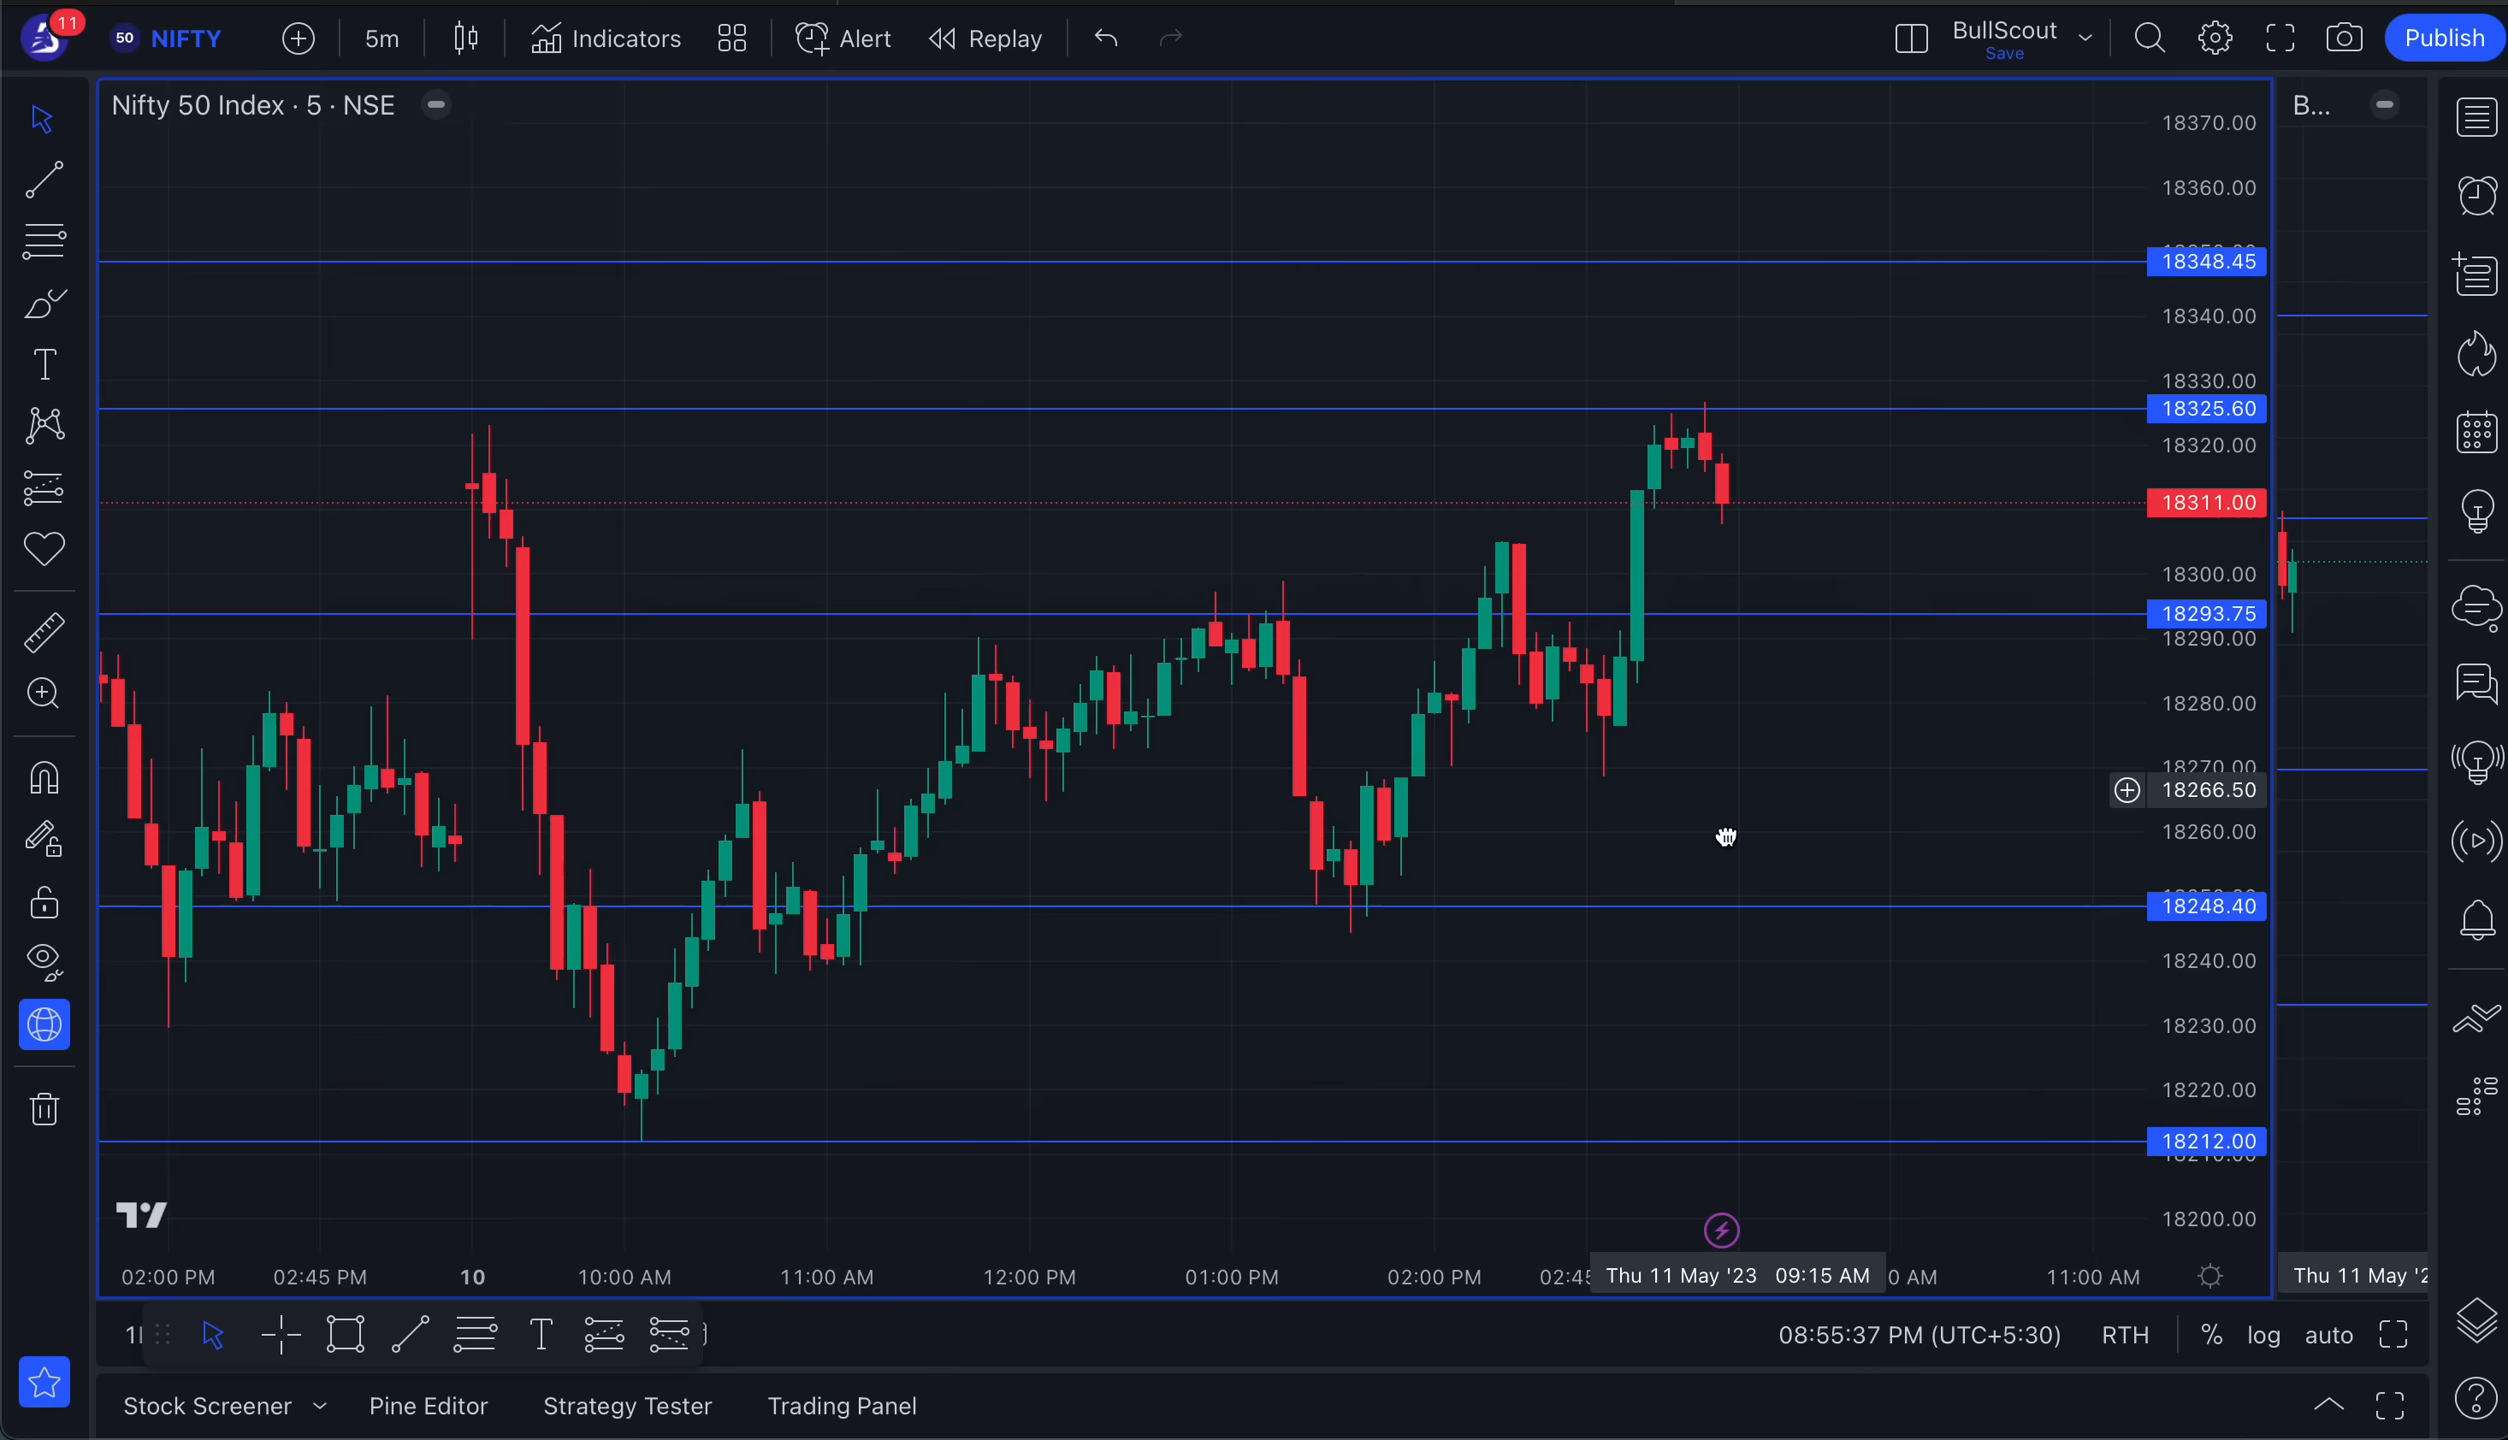 11
50 NIFTY
5m
Indicators
Alert
Replay
BullScout
Save
Publish
Nifty 50 Index · 5 · NSE
B...
18370.00
18360.00
18348.45
18340.00
18330.00
18325.60
18320.00
18311.00
18300.00
18293.75
18290.00
18280.00
18270.00
18266.50
18260.00
18248.40
18240.00
18230.00
18220.00
18212.00
18200.00
02:00 PM 02:45 PM 10 10:00 AM 11:00 AM 12:00 PM 01:00 PM 02:00 PM 02:45 Thu 11 May '23 09:15 AM 0 AM 11:00 AM
Thu 11 May '2
08:55:37 PM (UTC+5:30) RTH % log auto
Stock Screener Pine Editor Strategy Tester Trading Panel